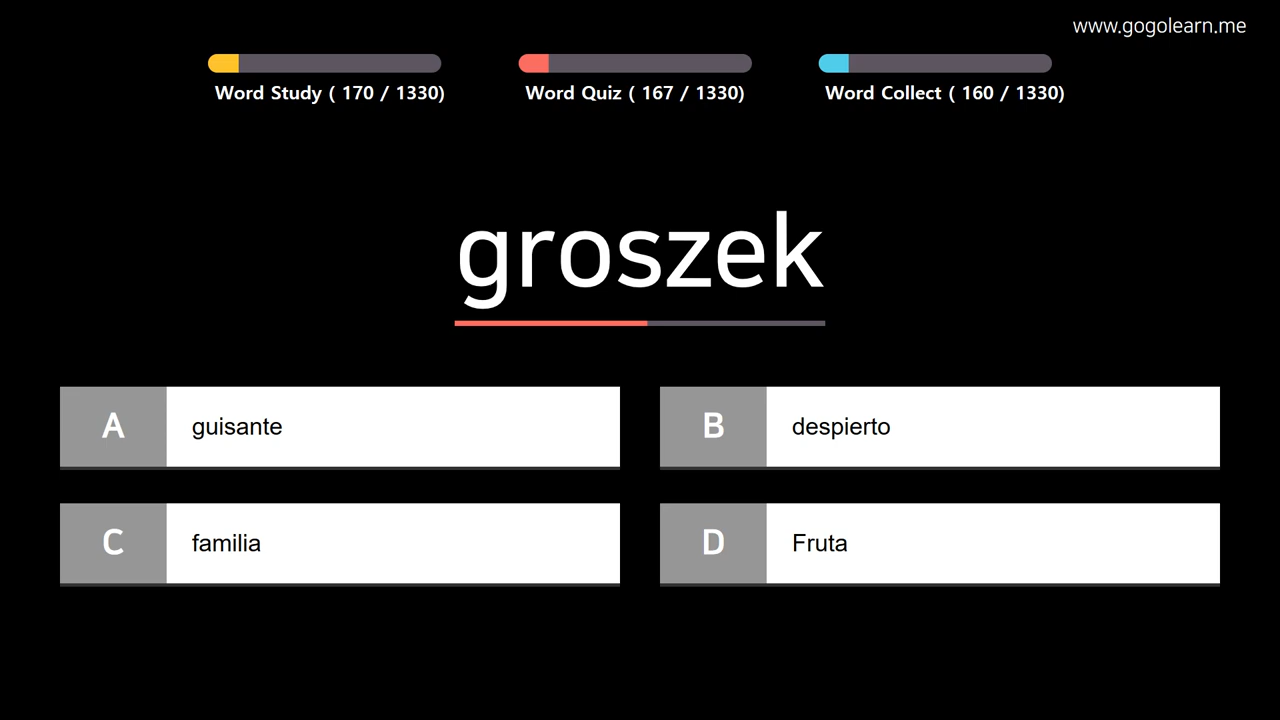 www.gogolearn.me
Word Study ( 170 / 1330)
Word Quiz ( 167 / 1330)
Word Collect ( 160 / 1330)
groszek
A guisante
B despierto
C familia
D Fruta